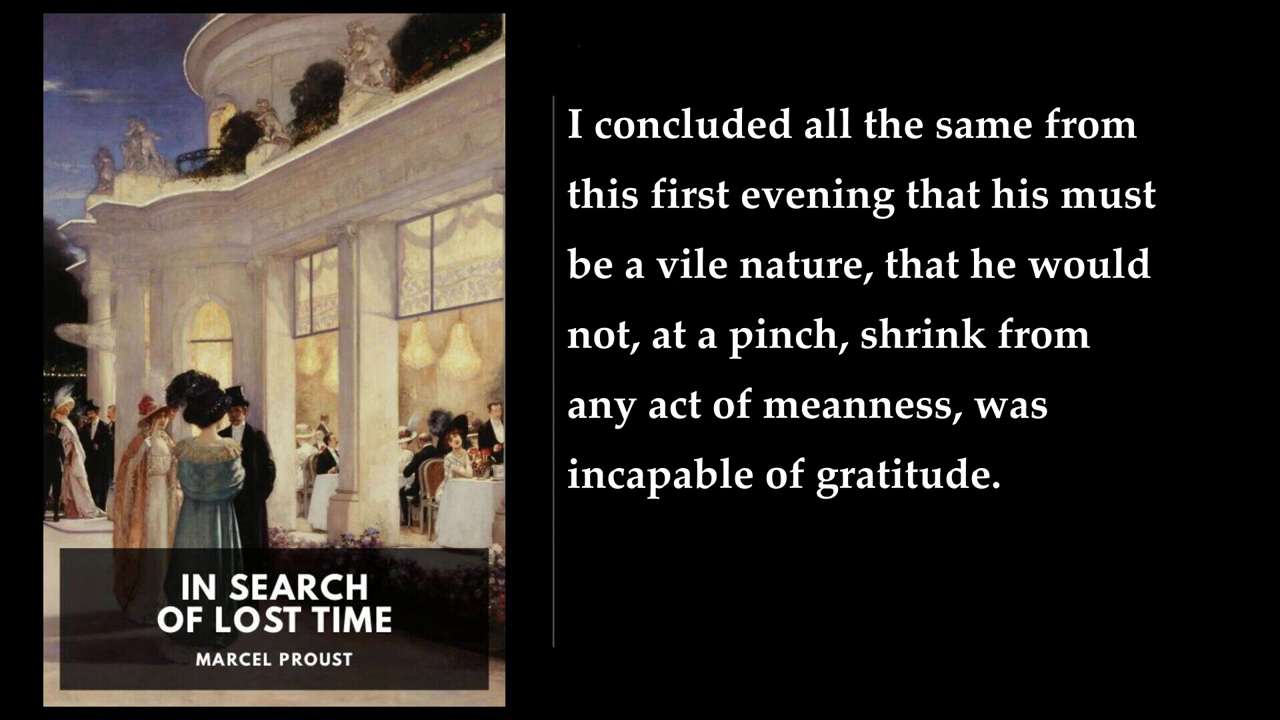 I concluded all the same from
this first evening that his must
be a vile nature, that he would
not, at a pinch, shrink from
any act of meanness, was
incapable of gratitude.
IN SEARCH
OF LOST TIME
MARCEL PROUST